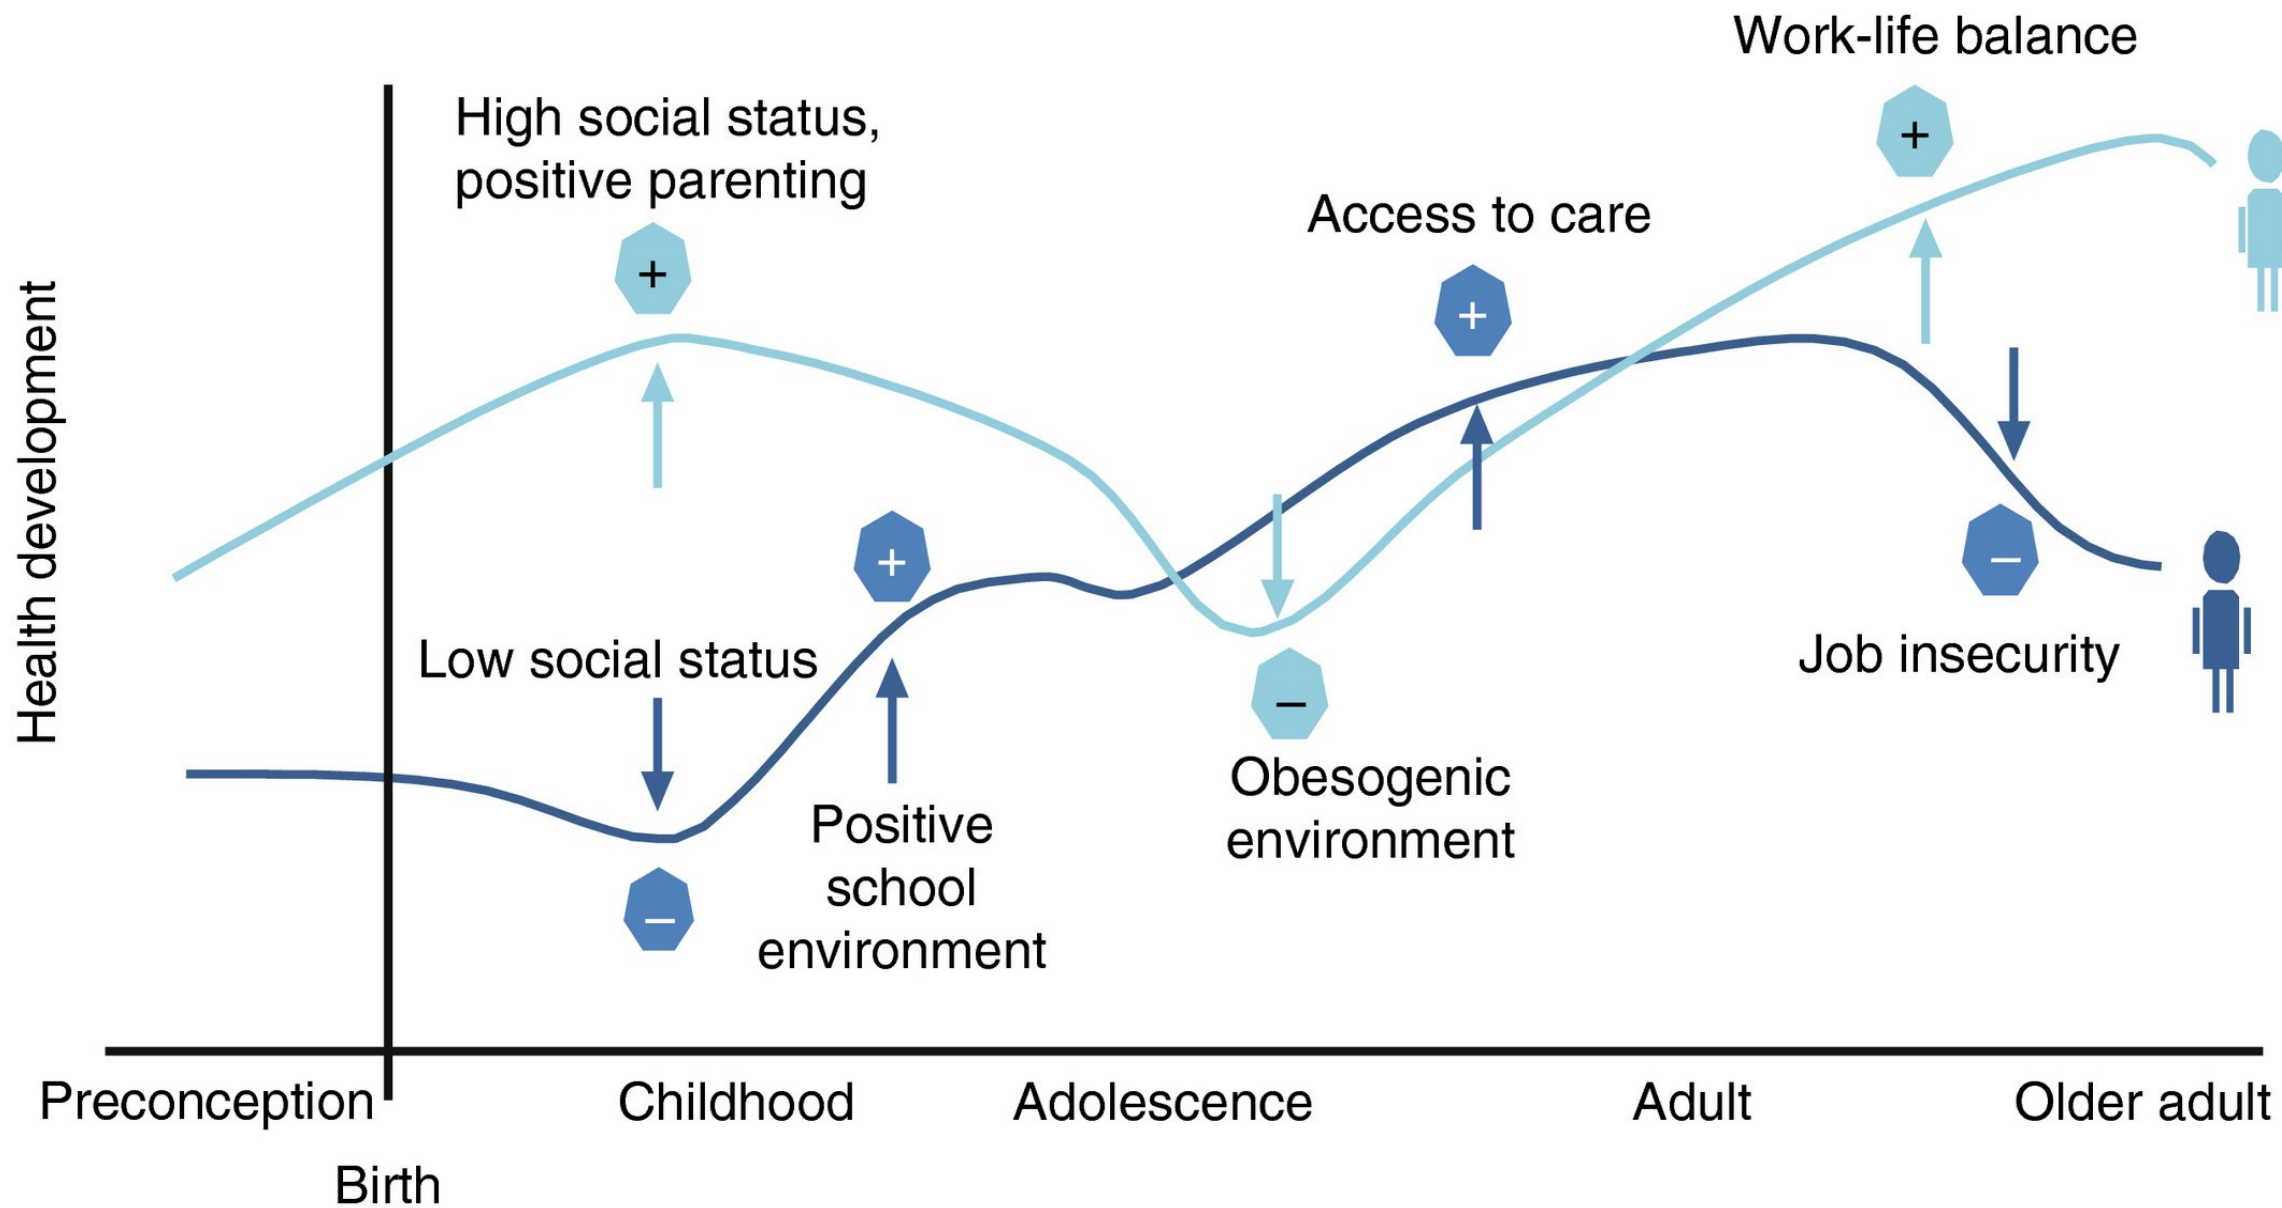 Work-life balance
+
High social status,
positive parenting
+
Access to care
+
Health development
+
Low social status
–
Job insecurity
–
Obesogenic
environment
Positive
school
environment
–
Preconception
Childhood
Adolescence
Adult
Older adult
Birth